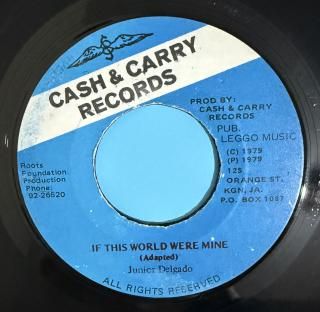 CASH & CARRY
RECORDS
PROD BY:
CASH & CARRY
RECORDS
PUB.
LEGGO MUSIC
(C) 1979
(P) 1979
125
ORANGE ST.
KGN, JA.
P.O. BOX 1087
Roots
Foundation
Production
Phone:
92-26520
IF THIS WORLD WERE MINE
(Adapted)
Junior Delgado
ALL RIGHTS RESERVED